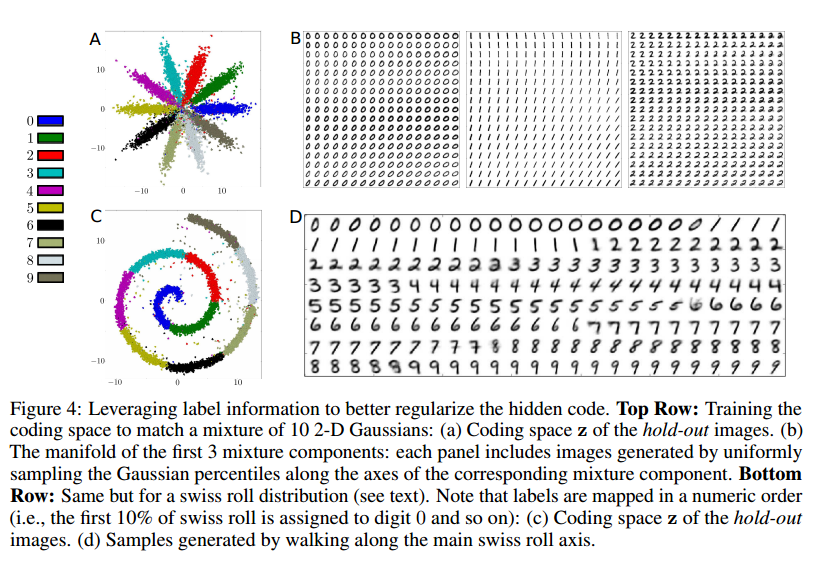 A
10
0
−10
−10 0 10
B
0
1
2
3
4
5
6
7
8
9
C
10
0
−10
−10 0 10
D
Figure 4: Leveraging label information to better regularize the hidden code. Top Row: Training the
coding space to match a mixture of 10 2-D Gaussians: (a) Coding space z of the hold-out images. (b)
The manifold of the first 3 mixture components: each panel includes images generated by uniformly
sampling the Gaussian percentiles along the axes of the corresponding mixture component. Bottom
Row: Same but for a swiss roll distribution (see text). Note that labels are mapped in a numeric order
(i.e., the first 10% of swiss roll is assigned to digit 0 and so on): (c) Coding space z of the hold-out
images. (d) Samples generated by walking along the main swiss roll axis.